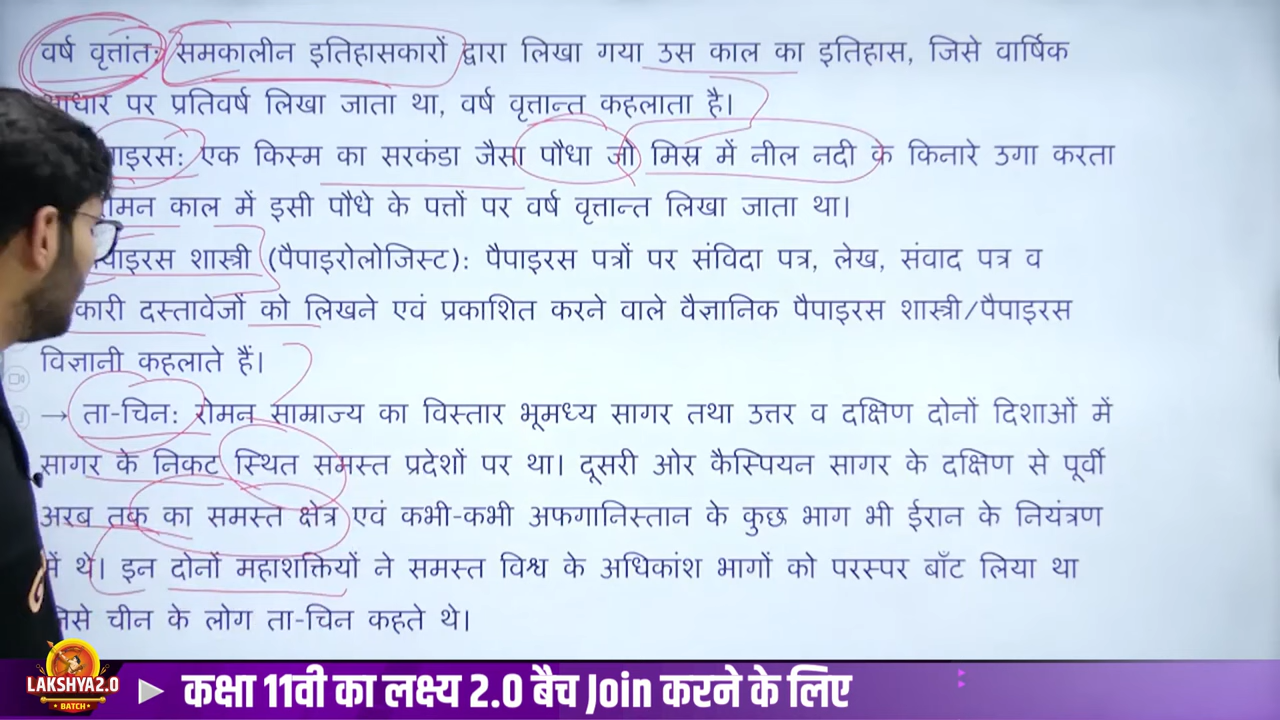 वर्ष वृत्तांत: समकालीन इतिहासकारों द्वारा लिखा गया उस काल का इतिहास, जिसे वार्षिक
आधार पर प्रतिवर्ष लिखा जाता था, वर्ष वृत्तान्त कहलाता है।
एक किस्म का सरकंडा जैसा पौधा जो मिस्र में नील नदी के किनारे उगा करता
काल में इसी पौधे के पत्तों पर वर्ष वृत्तान्त लिखा जाता था।
शास्त्री (पैपाइरोलोजिस्ट): पैपाइरस पत्रों पर संविदा पत्र, लेख, संवाद पत्र व
दस्तावेजों को लिखने एवं प्रकाशित करने वाले वैज्ञानिक पैपाइरस शास्त्री/पैपाइरस
विज्ञानी कहलाते हैं।
→ ता-चिन: रोमन साम्राज्य का विस्तार भूमध्य सागर तथा उत्तर व दक्षिण दोनों दिशाओं में
सागर के निकट स्थित समस्त प्रदेशों पर था। दूसरी ओर कैस्पियन सागर के दक्षिण से पूर्वी
अरब तक का समस्त क्षेत्र एवं कभी-कभी अफगानिस्तान के कुछ भाग भी ईरान के नियंत्रण
में थे। इन दोनों महाशक्तियों ने समस्त विश्व के अधिकांश भागों को परस्पर बाँट लिया था
चीन के लोग ता-चिन कहते थे।
LAKSHYA2.0
BATCH
कक्षा 11वी का लक्ष्य 2.0 बैच Join करने के लिए